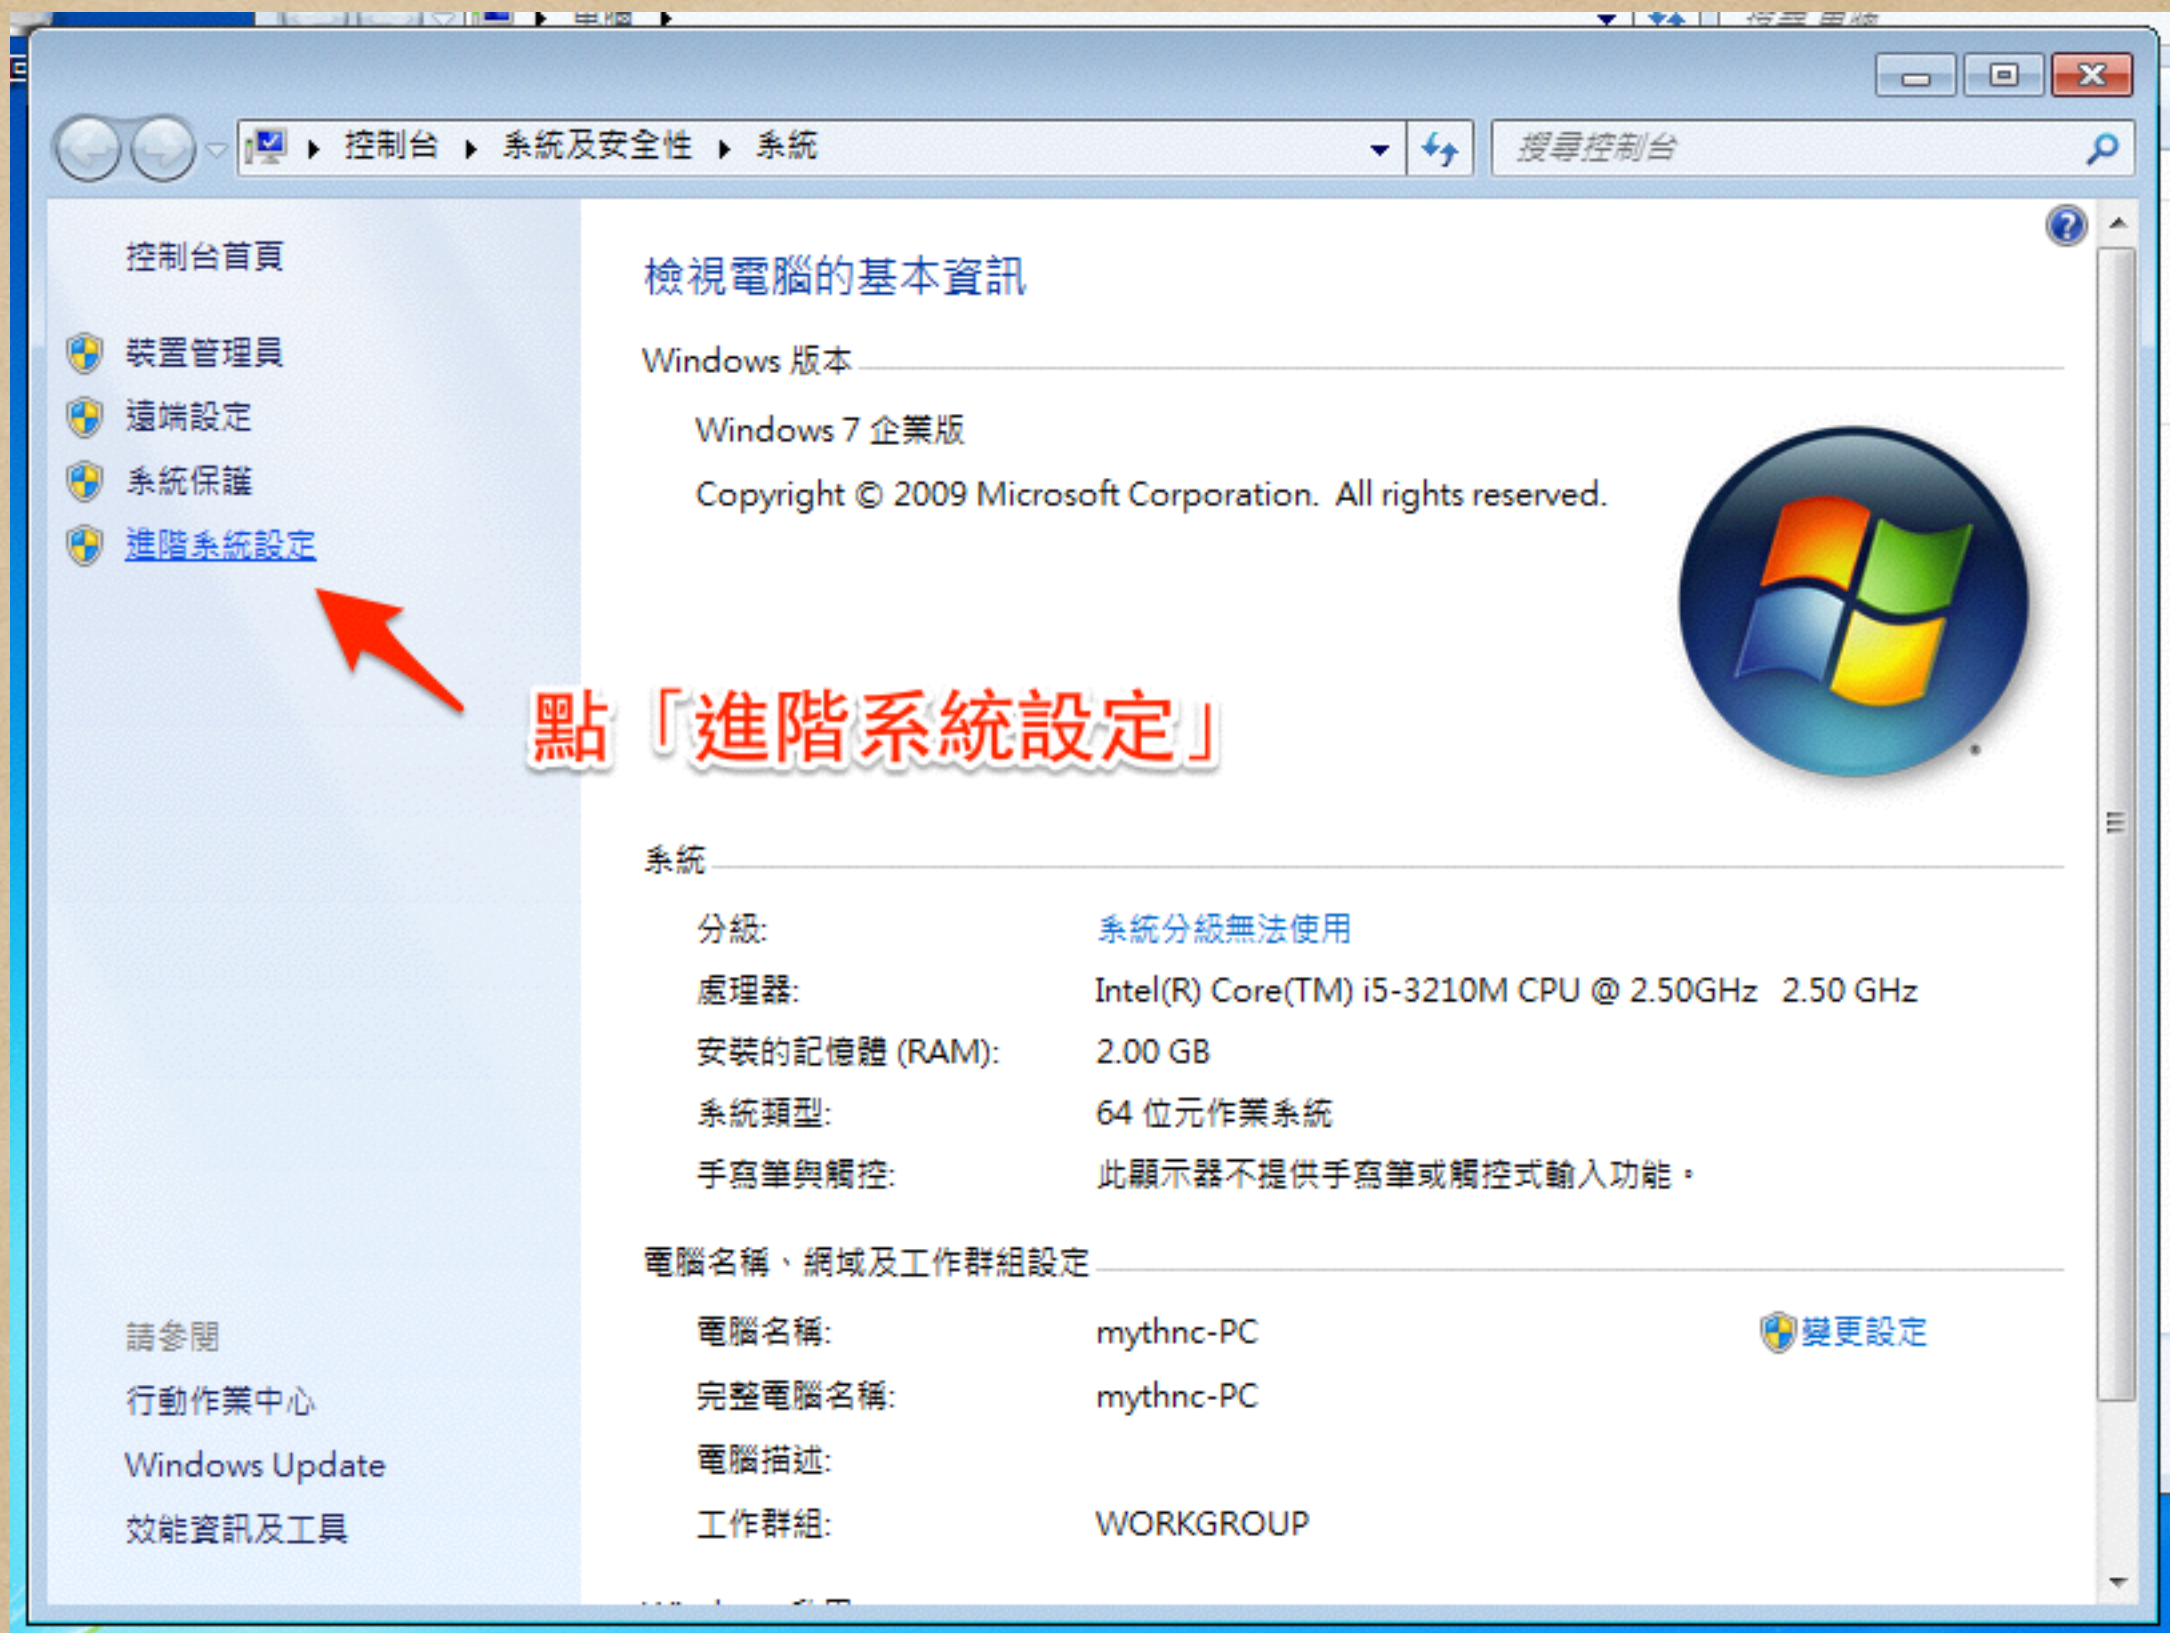 電腦
搜尋 電腦
控制台 系統及安全性 系統
搜尋控制台
控制台首頁
裝置管理員
遠端設定
系統保護
進階系統設定
檢視電腦的基本資訊
Windows 版本
Windows 7 企業版
Copyright © 2009 Microsoft Corporation. All rights reserved.
點「進階系統設定」
系統
分級: 系統分級無法使用
處理器: Intel(R) Core(TM) i5-3210M CPU @ 2.50GHz 2.50 GHz
安裝的記憶體 (RAM): 2.00 GB
系統類型: 64 位元作業系統
手寫筆與觸控: 此顯示器不提供手寫筆或觸控式輸入功能。
電腦名稱、網域及工作群組設定
電腦名稱: mythnc-PC 變更設定
完整電腦名稱: mythnc-PC
電腦描述:
工作群組: WORKGROUP
請參閱
行動作業中心
Windows Update
效能資訊及工具